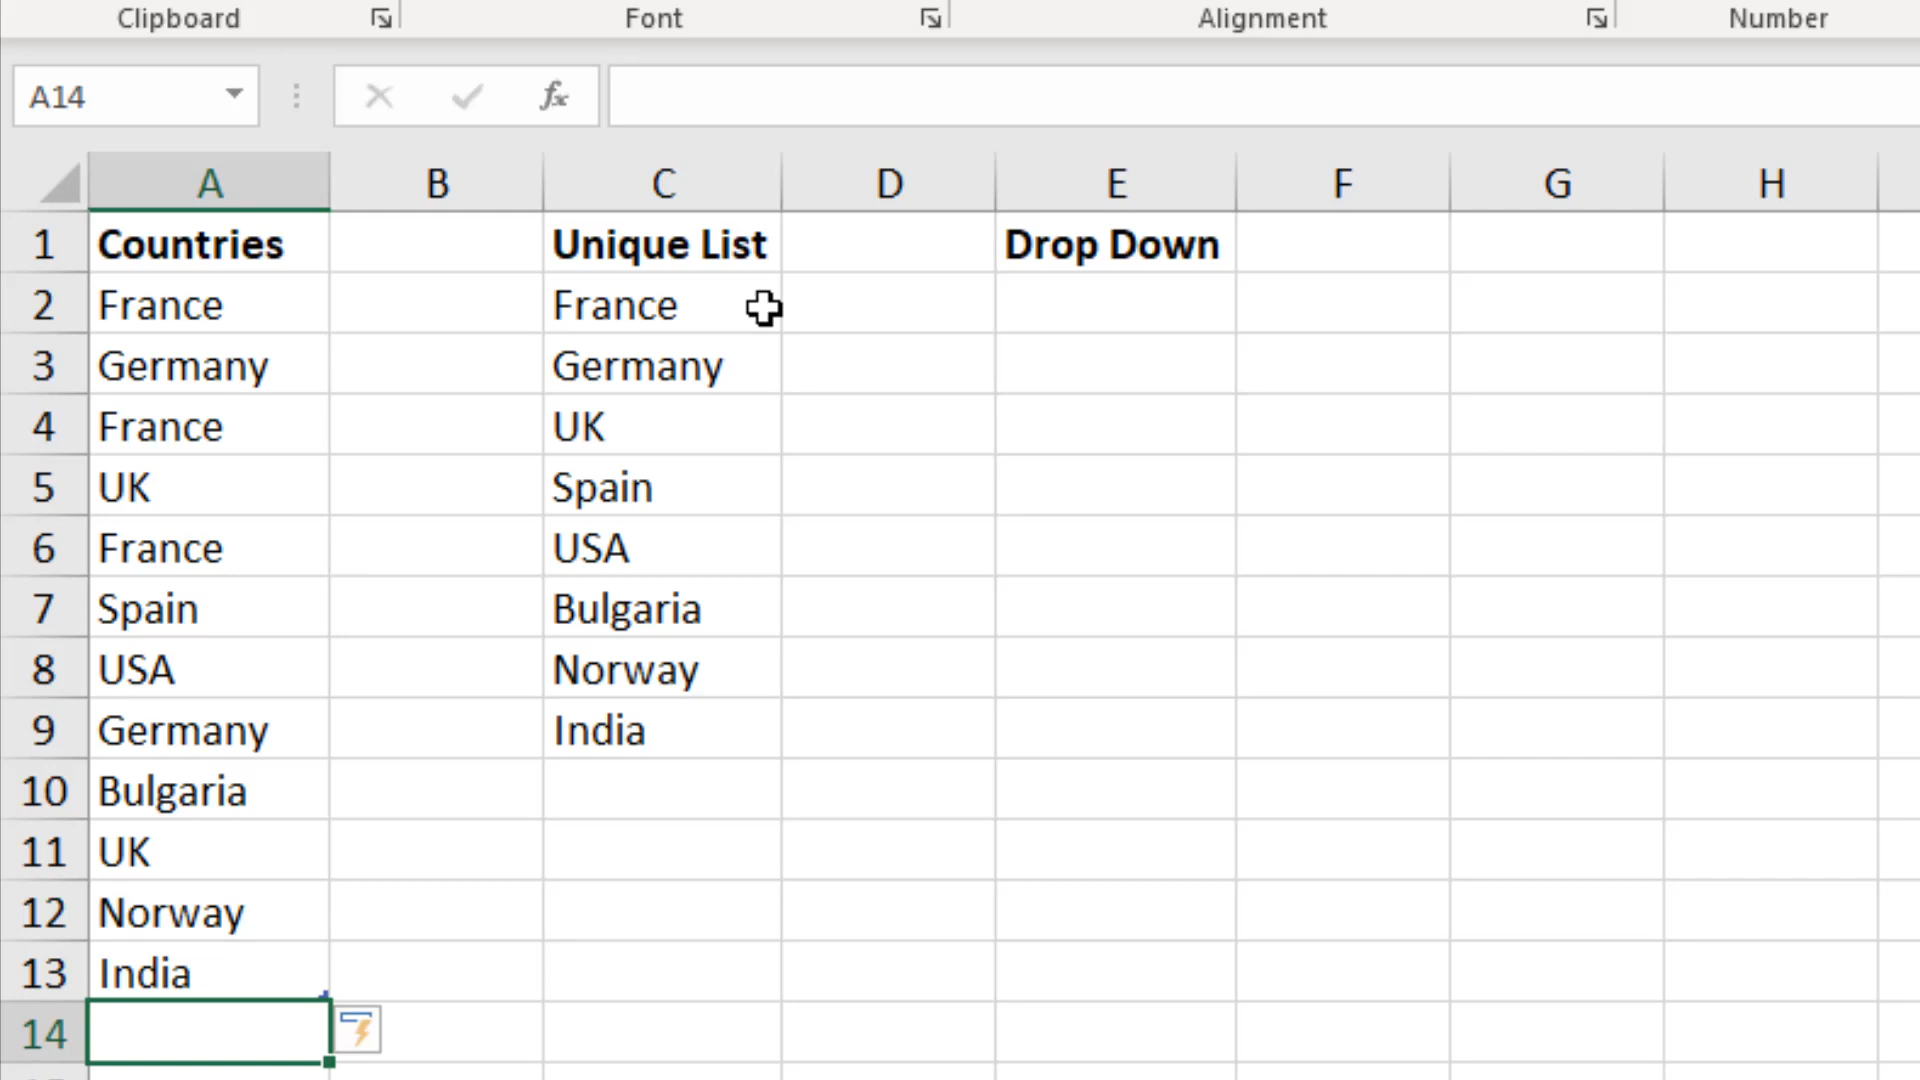 Clipboard Font Alignment Number
A14 fx
A B C D E F G H
1 Countries Unique List Drop Down
2 France France
3 Germany Germany
4 France UK
5 UK Spain
6 France USA
7 Spain Bulgaria
8 USA Norway
9 Germany India
10 Bulgaria
11 UK
12 Norway
13 India
14